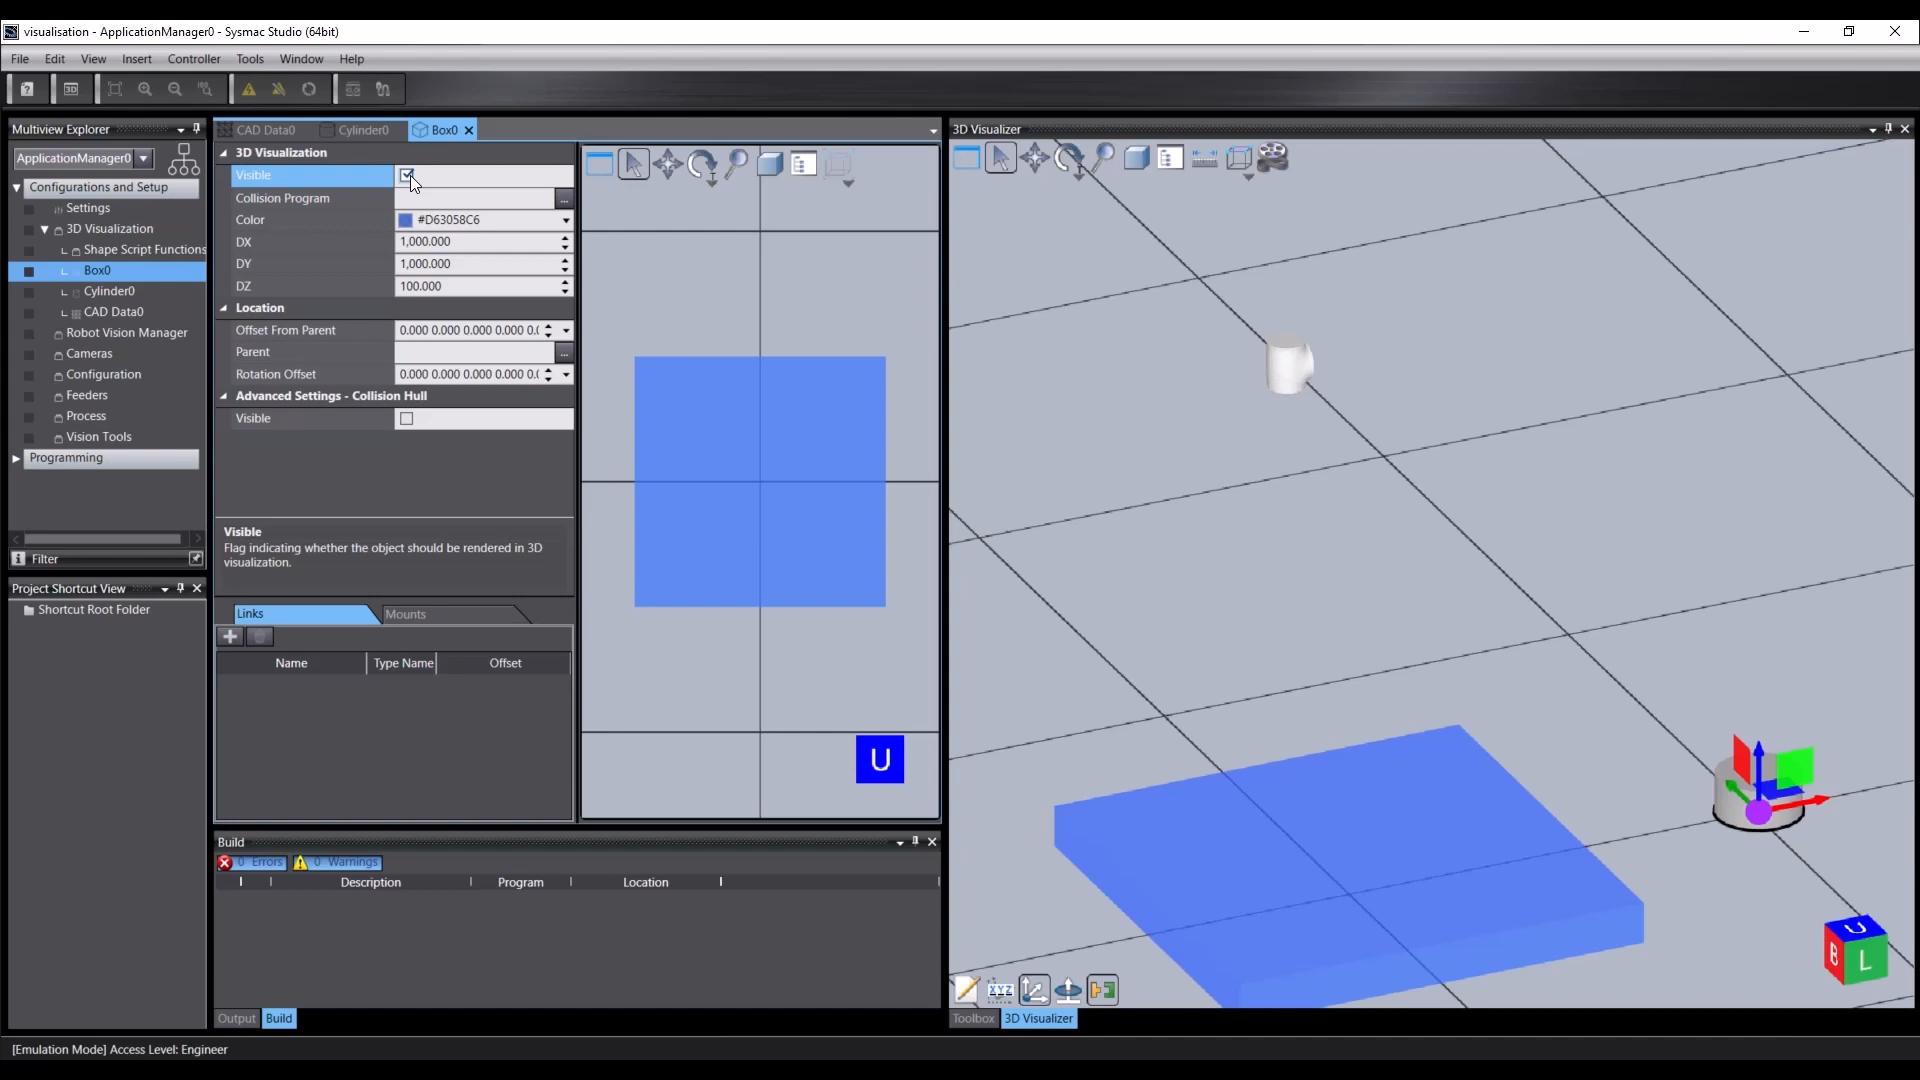 visualisation - ApplicationManager0 - Sysmac Studio (64bit)
File Edit View Insert Controller Tools Window Help
3D
Multiview Explorer
ApplicationManager0
Configurations and Setup
Settings
3D Visualization
Shape Script Functions
Box0
Cylinder0
CAD Data0
Robot Vision Manager
Cameras
Configuration
Feeders
Process
Vision Tools
Programming
Filter
Project Shortcut View
Shortcut Root Folder
CAD Data0 Cylinder0 Box0
3D Visualization
Visible
Collision Program ...
Color #D63058C6
DX 1,000.000
DY 1,000.000
DZ 100.000
Location
Offset From Parent 0.000 0.000 0.000 0.000 0.(
Parent ...
Rotation Offset 0.000 0.000 0.000 0.000 0.(
Advanced Settings - Collision Hull
Visible
Visible
Flag indicating whether the object should be rendered in 3D
visualization.
Links Mounts
Name Type Name Offset
U
Build
0 Errors 0 Warnings
Description Program Location
Output Build
3D Visualizer
U
B L
XYZ
Toolbox 3D Visualizer
[Emulation Mode] Access Level: Engineer